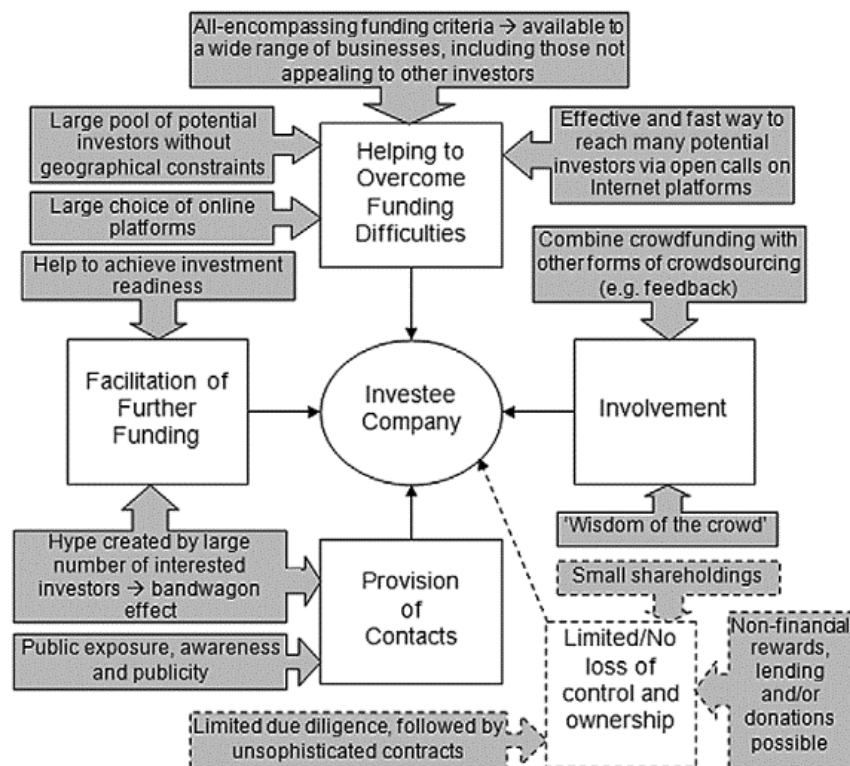 All-encompassing funding criteria → available to
a wide range of businesses, including those not
appealing to other investors
Large pool of potential
investors without
geographical constraints
Helping to
Overcome
Funding
Difficulties
Effective and fast way to
reach many potential
investors via open calls on
Internet platforms
Large choice of online
platforms
Help to achieve investment
readiness
Combine crowdfunding with
other forms of crowdsourcing
(e.g. feedback)
Facilitation of
Further
Funding
Investee
Company
Involvement
Hype created by large
number of interested
investors → bandwagon
effect
Provision
of
Contacts
'Wisdom of the crowd'
Small shareholdings
Public exposure, awareness
and publicity
Limited/No
loss of
control and
ownership
Non-financial
rewards,
lending
and/or
donations
possible
Limited due diligence, followed by
unsophisticated contracts